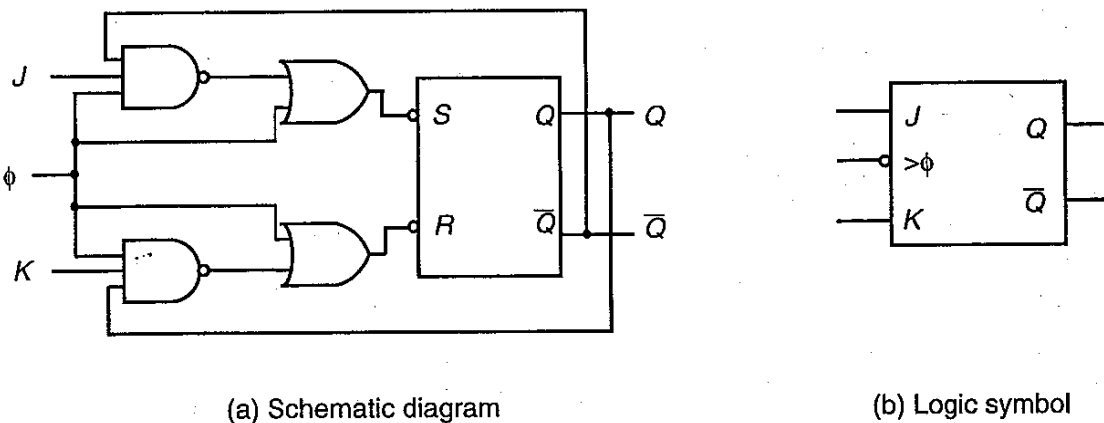 J
φ
K
S
R
Q
Q̅
Q
Q̅
J
>φ
K
Q
Q̅
(a) Schematic diagram
(b) Logic symbol